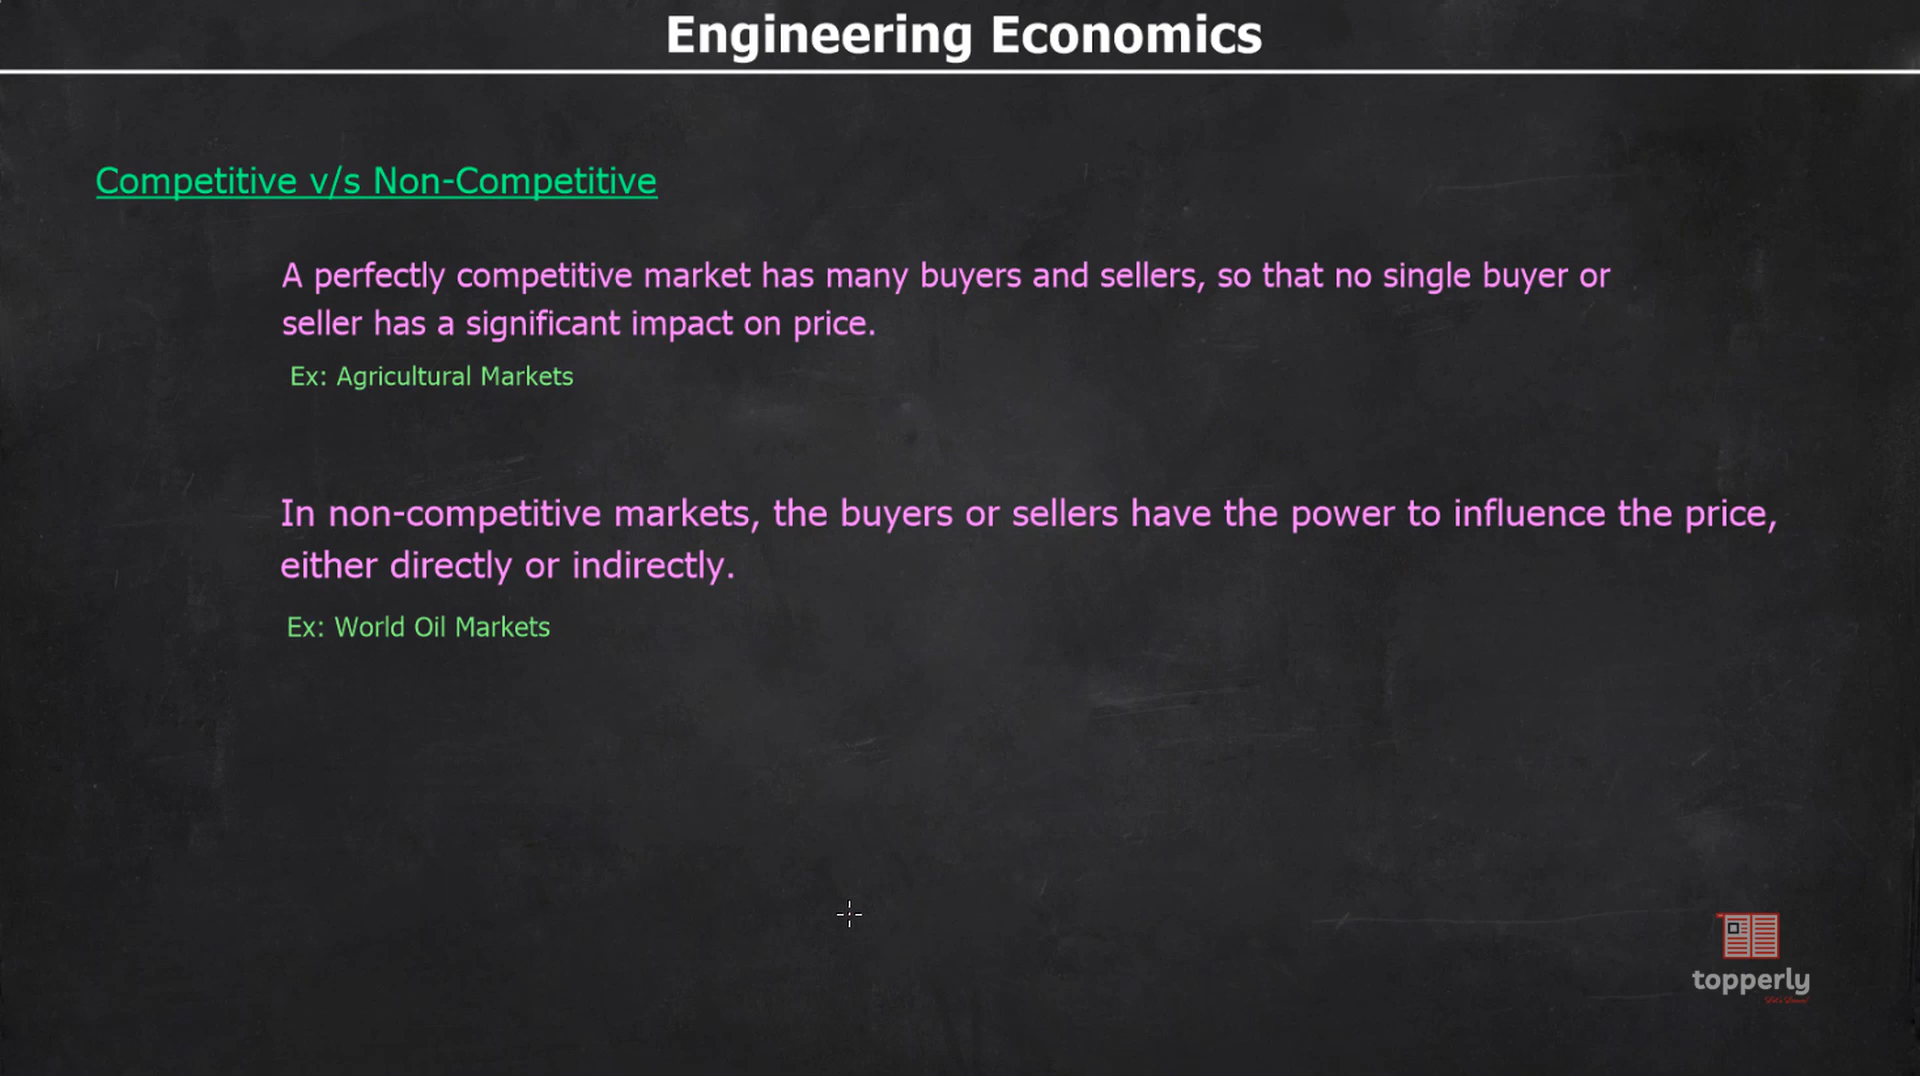 Engineering Economics
Competitive v/s Non-Competitive
A perfectly competitive market has many buyers and sellers, so that no single buyer or
seller has a significant impact on price.
Ex: Agricultural Markets
In non-competitive markets, the buyers or sellers have the power to influence the price,
either directly or indirectly.
Ex: World Oil Markets
topperly